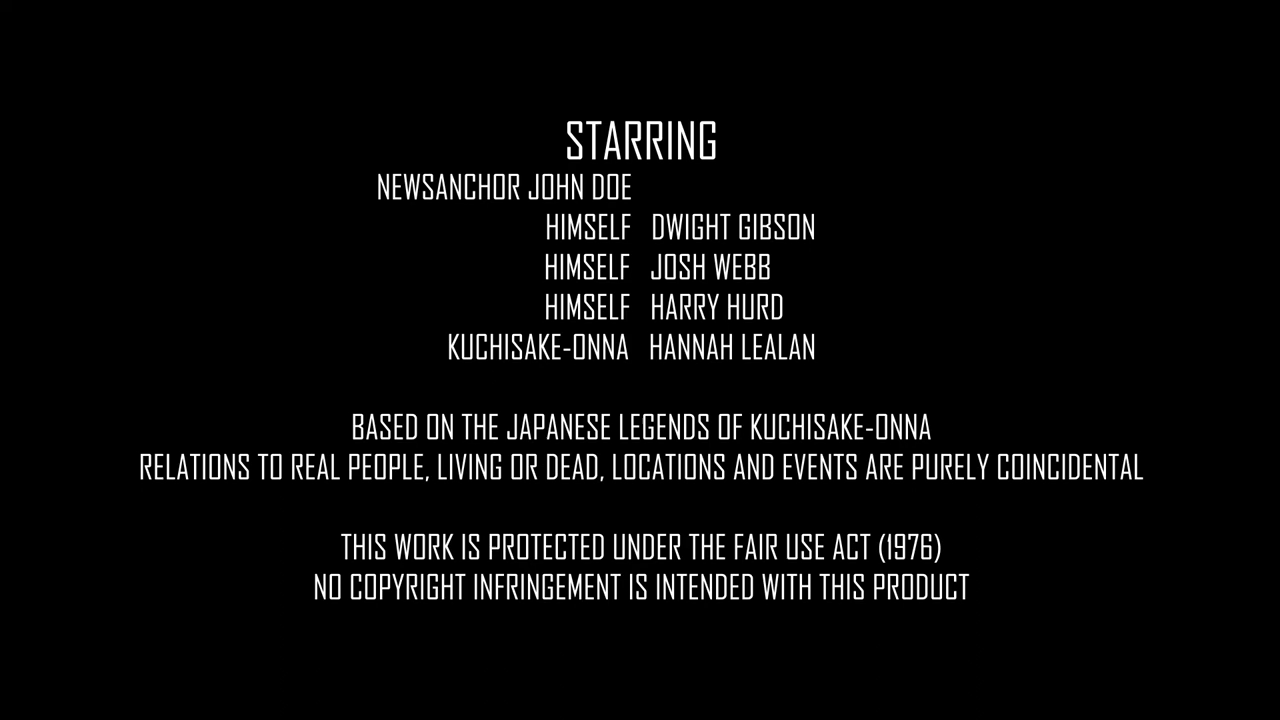 STARRING
NEWSANCHOR JOHN DOE
HIMSELF DWIGHT GIBSON
HIMSELF JOSH WEBB
HIMSELF HARRY HURD
KUCHISAKE-ONNA HANNAH LEALAN
BASED ON THE JAPANESE LEGENDS OF KUCHISAKE-ONNA
RELATIONS TO REAL PEOPLE, LIVING OR DEAD, LOCATIONS AND EVENTS ARE PURELY COINCIDENTAL
THIS WORK IS PROTECTED UNDER THE FAIR USE ACT (1976)
NO COPYRIGHT INFRINGEMENT IS INTENDED WITH THIS PRODUCT